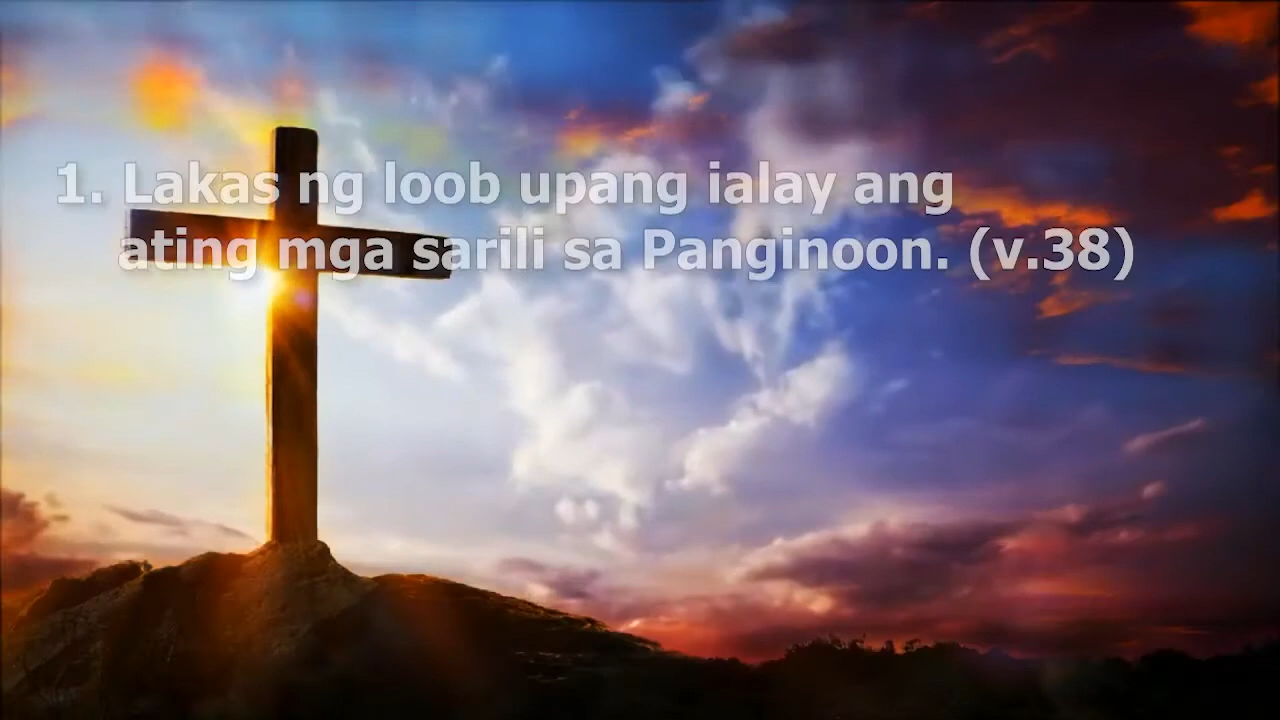 1. Lakas ng loob upang ialay ang
ating mga sarili sa Panginoon. (v.38)